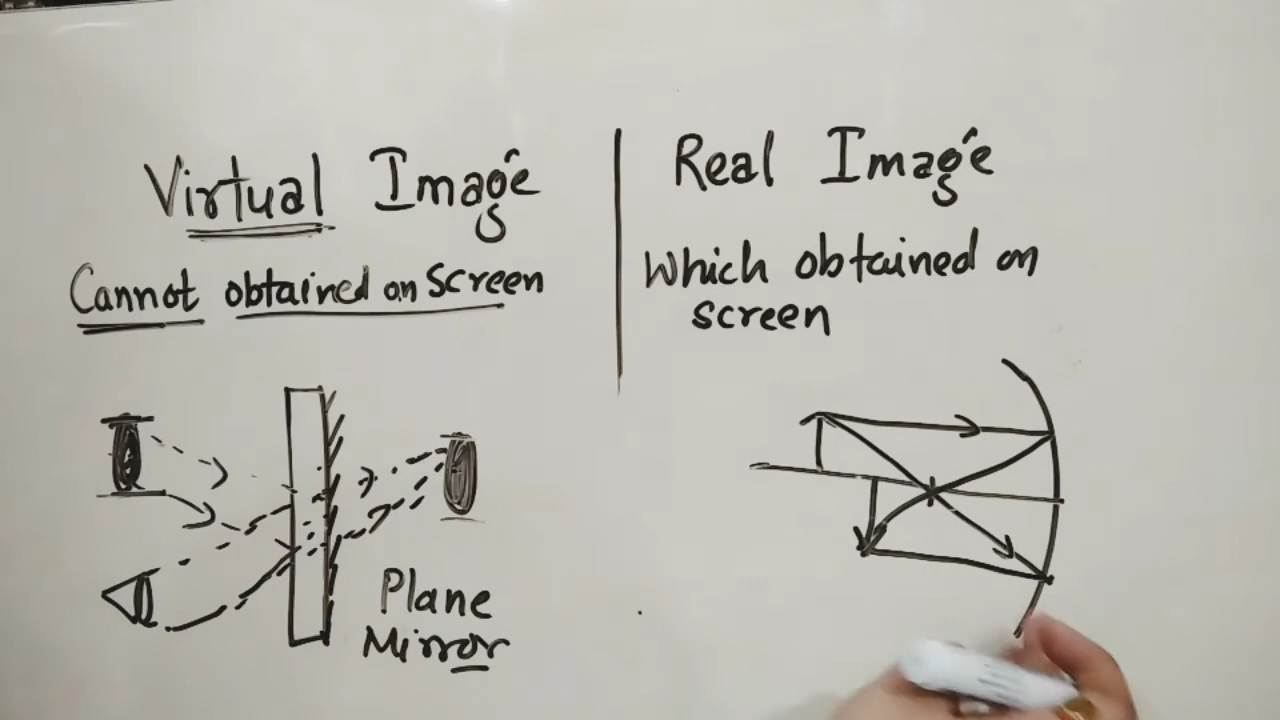 Virtual Image
Cannot obtained on screen
Plane
Mirror
Real Image
Which obtained on
screen